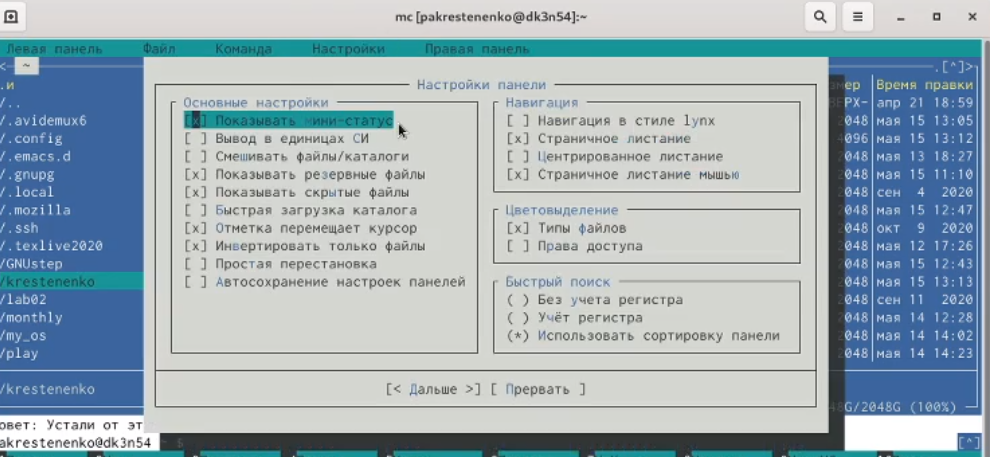 mc [pakrestenenko@dk3n54]:~
Левая панель Файл Команда Настройки Правая панель
< ~ .[^]>
.и мер Время правки
/.. ВЕРХ- апр 21 18:59
/.avidemux6 2048 мая 15 13:05
/.config 4096 мая 15 13:12
/.emacs.d 2048 мая 13 18:27
/.gnupg 2048 мая 15 11:10
/.local 2048 сен 4 2020
/.mozilla 2048 мая 15 12:47
/.ssh 2048 окт 9 2020
/.texlive2020 2048 мая 12 17:26
/GNUstep 2048 мая 15 12:43
/krestenenko 2048 мая 15 13:13
/lab02 2048 сен 11 2020
/monthly 2048 мая 14 12:28
/my_os 2048 мая 14 14:02
/play 2048 мая 14 14:23
/krestenenko
48G/2048G (100%)
Настройки панели
Основные настройки
[x] Показывать мини-статус
[ ] Вывод в единицах СИ
[ ] Смешивать файлы/каталоги
[x] Показывать резервные файлы
[x] Показывать скрытые файлы
[ ] Быстрая загрузка каталога
[x] Отметка перемещает курсор
[x] Инвертировать только файлы
[ ] Простая перестановка
[ ] Автосохранение настроек панелей
Навигация
[ ] Навигация в стиле lynx
[x] Страничное листание
[ ] Центрированное листание
[x] Страничное листание мышью
Цветовыделение
[x] Типы файлов
[ ] Права доступа
Быстрый поиск
( ) Без учета регистра
( ) Учёт регистра
(*) Использовать сортировку панели
[< Дальше >] [ Прервать ]
овет: Устали от эт
akrestenenko@dk3n54 ~ $ [^]